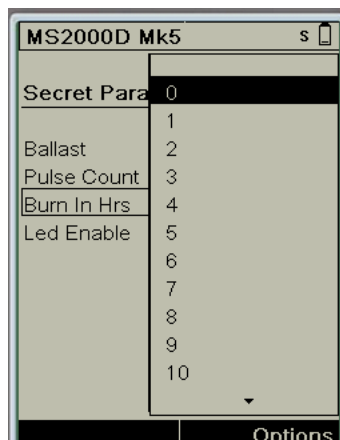 MS2000D Mk5 s
Secret Para
0
1
Ballast 2
Pulse Count 3
Burn In Hrs 4
Led Enable 5
6
7
8
9
10
Options